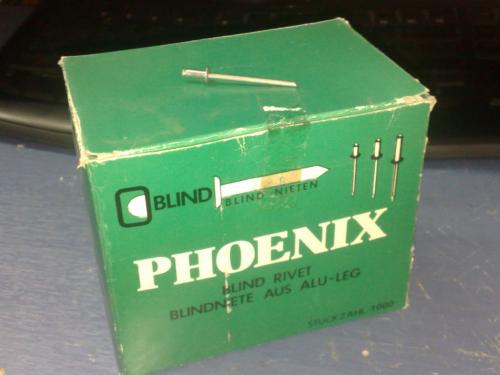 BLIND
BLIND NIETEN
PHOENIX
BLIND RIVET
BLINDNIETE AUS ALU-LEG
STÜCKZAHL 1000